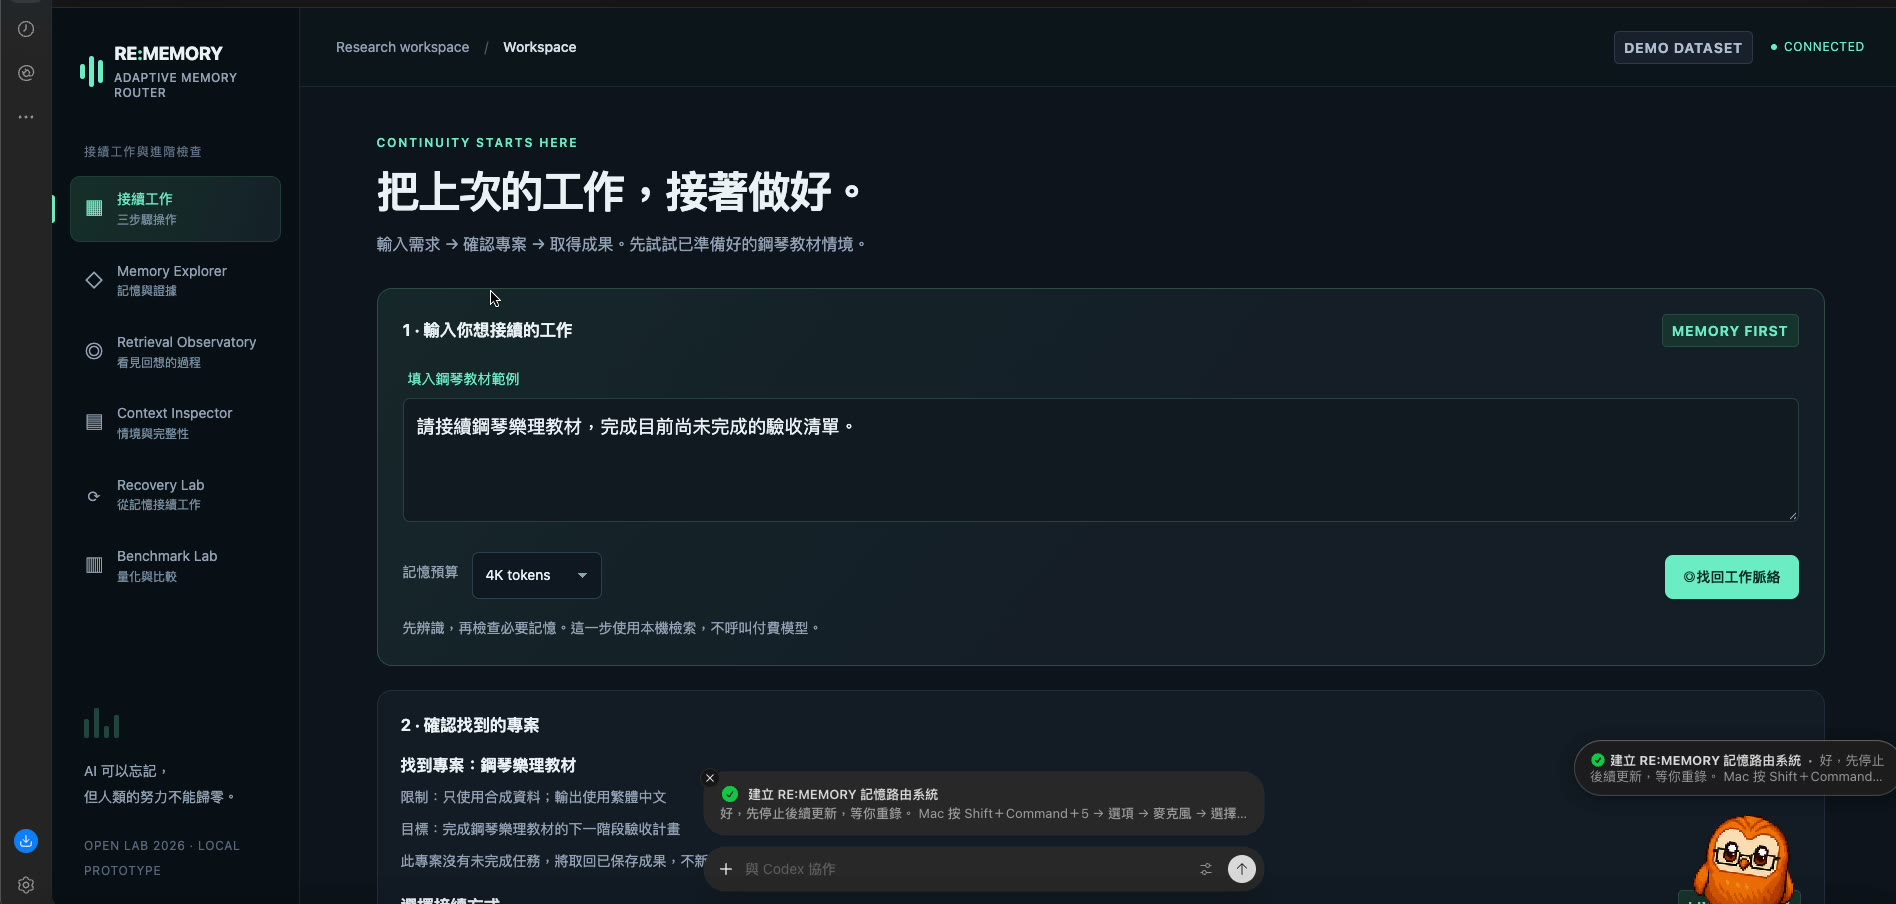 RE:MEMORY
ADAPTIVE MEMORY
ROUTER
接續工作與進階檢查
接續工作
三步驟操作
Memory Explorer
記憶與證據
Retrieval Observatory
看見回想的過程
Context Inspector
情境與完整性
Recovery Lab
從記憶接續工作
Benchmark Lab
量化與比較
AI 可以忘記，
但人類的努力不能歸零。
OPEN LAB 2026 · LOCAL
PROTOTYPE
Research workspace / Workspace
DEMO DATASET
CONNECTED
CONTINUITY STARTS HERE
把上次的工作，接著做好。
輸入需求 → 確認專案 → 取得成果。先試試已準備好的鋼琴教材情境。
1 · 輸入你想接續的工作
MEMORY FIRST
填入鋼琴教材範例
請接續鋼琴樂理教材，完成目前尚未完成的驗收清單。
記憶預算
4K tokens
◎找回工作脈絡
先辨識，再檢查必要記憶。這一步使用本機檢索，不呼叫付費模型。
2 · 確認找到的專案
找到專案：鋼琴樂理教材
限制：只使用合成資料；輸出使用繁體中文
目標：完成鋼琴樂理教材的下一階段驗收計畫
此專案沒有未完成任務，將取回已保存成果，不新
選擇接續方式
建立 RE:MEMORY 記憶路由系統
好，先停止後續更新，等你重錄。 Mac 按 Shift＋Command＋5 → 選項 → 麥克風 → 選擇...
與 Codex 協作
建立 RE:MEMORY 記憶路由系統 · 好，先停止
後續更新，等你重錄。 Mac 按 Shift＋Command...